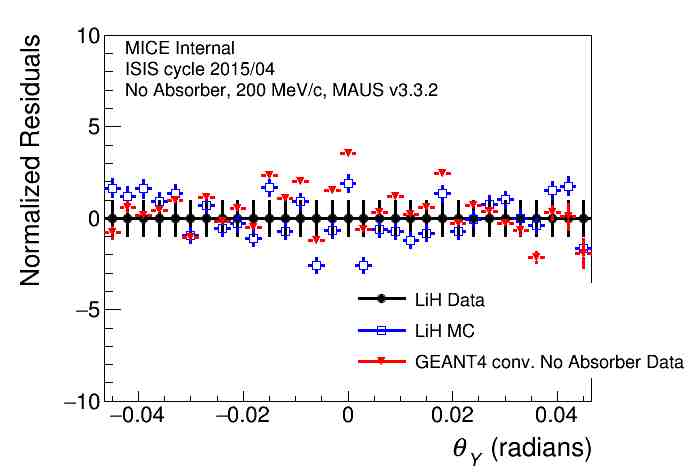 Normalized Residuals
10
5
0
−5
−10
MICE Internal
ISIS cycle 2015/04
No Absorber, 200 MeV/c, MAUS v3.3.2
LiH Data
LiH MC
GEANT4 conv. No Absorber Data
−0.04 −0.02 0 0.02 0.04
θY (radians)